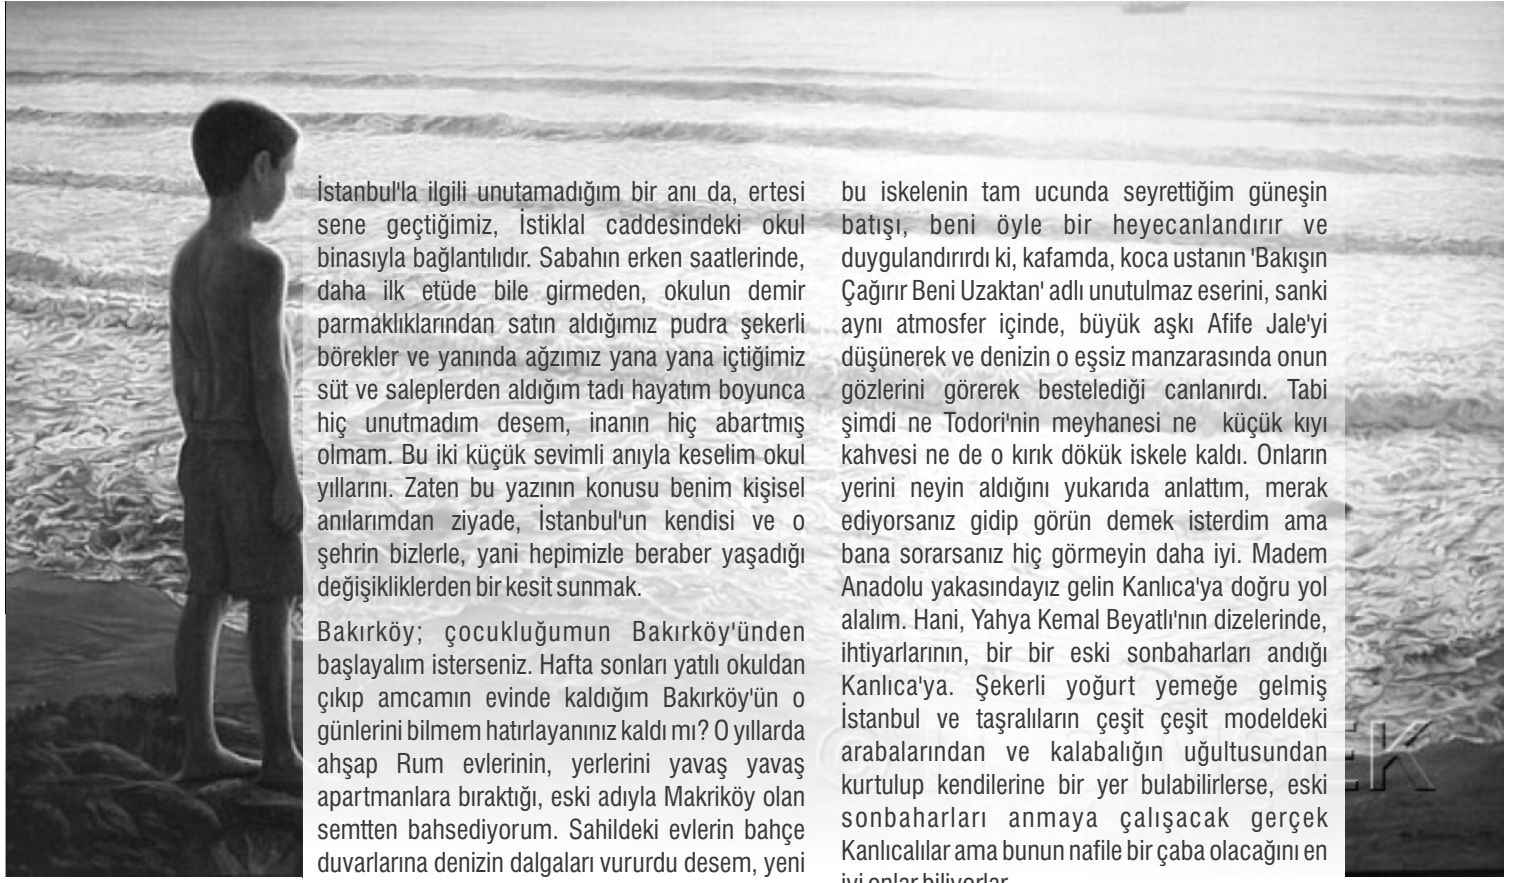 İstanbul'la ilgili unutamadığım bir anı da, ertesi
sene geçtiğimiz, İstiklal caddesindeki okul
binasıyla bağlantılıdır. Sabahın erken saatlerinde,
daha ilk etüde bile girmeden, okulun demir
parmaklıklarından satın aldığımız pudra şekerli
börekler ve yanında ağzımız yana yana içtiğimiz
süt ve saleplerden aldığım tadı hayatım boyunca
hiç unutmadım desem, inanın hiç abartmış
olmam. Bu iki küçük sevimli anıyla keselim okul
yıllarını. Zaten bu yazının konusu benim kişisel
anılarımdan ziyade, İstanbul'un kendisi ve o
şehrin bizlerle, yani hepimizle beraber yaşadığı
değişikliklerden bir kesit sunmak.
Bakırköy; çocukluğumun Bakırköy'ünden
başlayalım isterseniz. Hafta sonları yatılı okuldan
çıkıp amcamın evinde kaldığım Bakırköy'ün o
günlerini bilmem hatırlayanınız kaldı mı? O yıllarda
ahşap Rum evlerinin, yerlerini yavaş yavaş
apartmanlara bıraktığı, eski adıyla Makriköy olan
semtten bahsediyorum. Sahildeki evlerin bahçe
duvarlarına denizin dalgaları vururdu desem, yeni
bu iskelenin tam ucunda seyrettiğim güneşin
batışı, beni öyle bir heyecanlandırır ve
duygulandırırdı ki, kafamda, koca ustanın 'Bakışın
Çağırır Beni Uzaktan' adlı unutulmaz eserini, sanki
aynı atmosfer içinde, büyük aşkı Afife Jale'yi
düşünerek ve denizin o eşsiz manzarasında onun
gözlerini görerek bestelediği canlanırdı. Tabi
şimdi ne Todori'nin meyhanesi ne küçük kıyı
kahvesi ne de o kırık dökük iskele kaldı. Onların
yerini neyin aldığını yukarıda anlattım, merak
ediyorsanız gidip görün demek isterdim ama
bana sorarsanız hiç görmeyin daha iyi. Madem
Anadolu yakasındayız gelin Kanlıca'ya doğru yol
alalım. Hani, Yahya Kemal Beyatlı'nın dizelerinde,
ihtiyarlarının, bir bir eski sonbaharları andığı
Kanlıca'ya. Şekerli yoğurt yemeğe gelmiş
İstanbul ve taşralıların çeşit çeşit modeldeki
arabalarından ve kalabalığın uğultusundan
kurtulup kendilerine bir yer bulabilirlerse, eski
sonbaharları anmaya çalışacak gerçek
Kanlıcalılar ama bunun nafile bir çaba olacağını en
iyi onlar biliyorlar